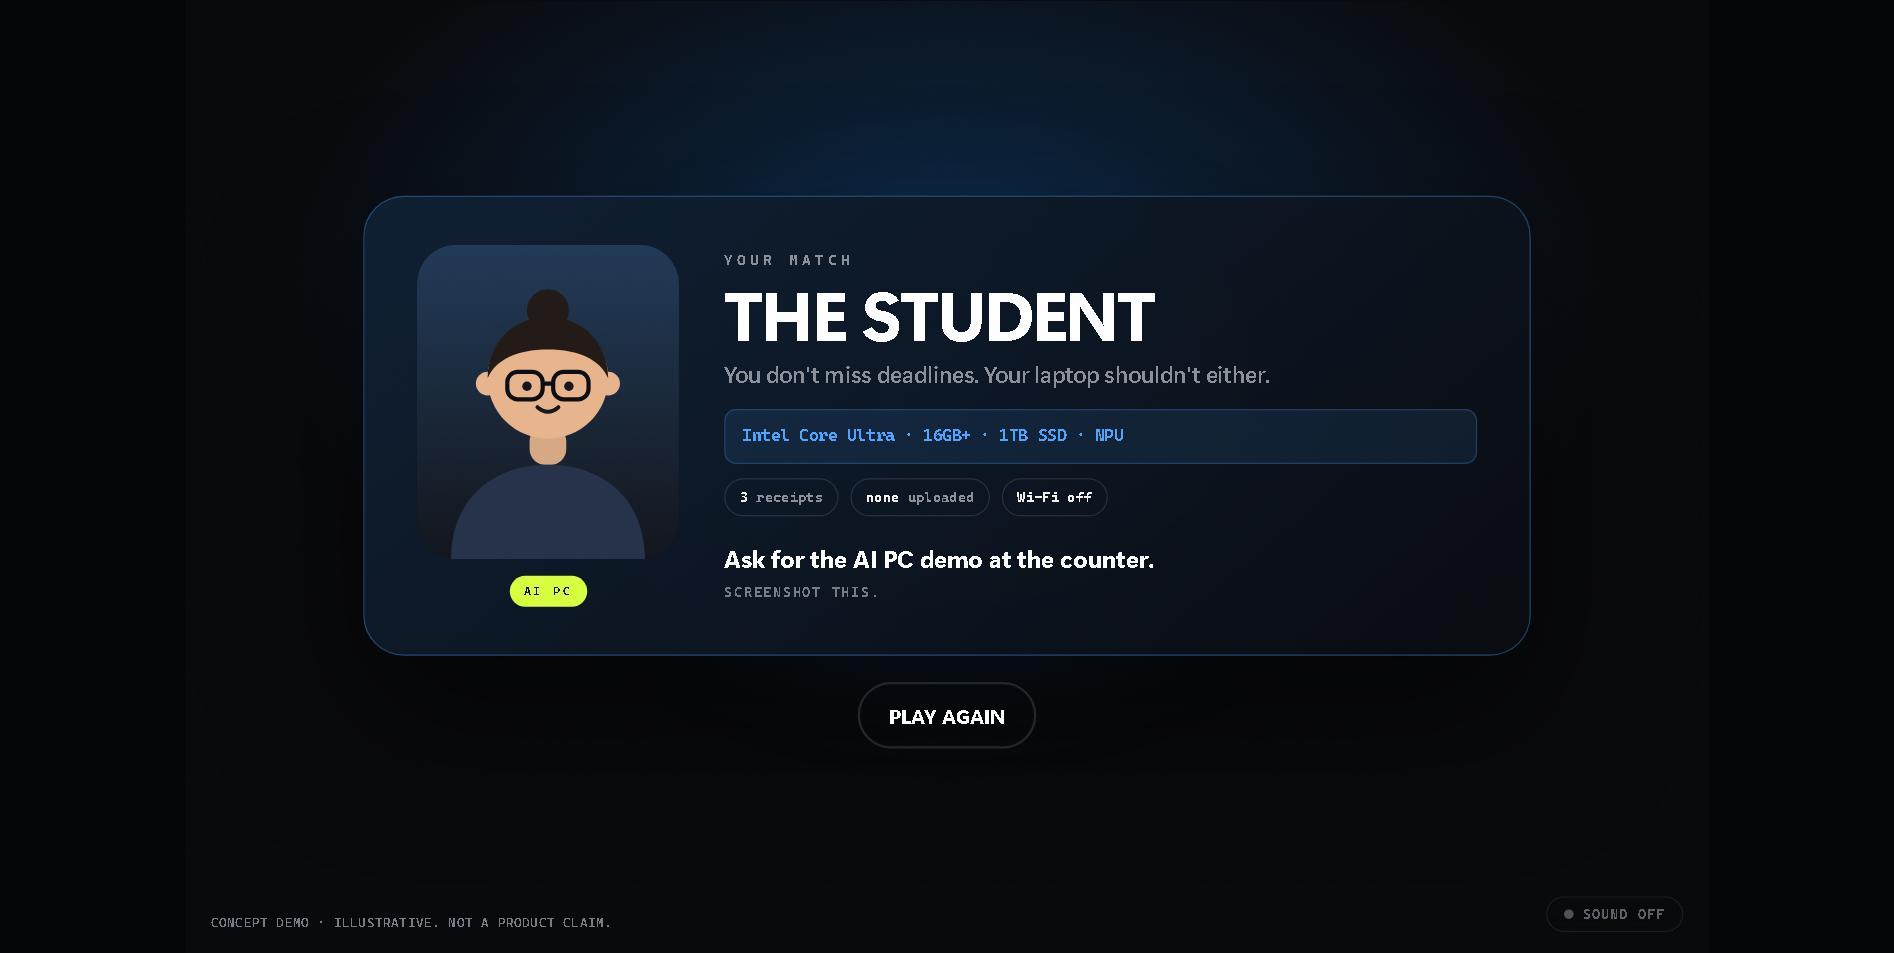 YOUR MATCH
THE STUDENT
You don't miss deadlines. Your laptop shouldn't either.
Intel Core Ultra · 16GB+ · 1TB SSD · NPU
3 receipts
none uploaded
Wi-Fi off
Ask for the AI PC demo at the counter.
AI PC
SCREENSHOT THIS.
PLAY AGAIN
CONCEPT DEMO · ILLUSTRATIVE. NOT A PRODUCT CLAIM.
SOUND OFF